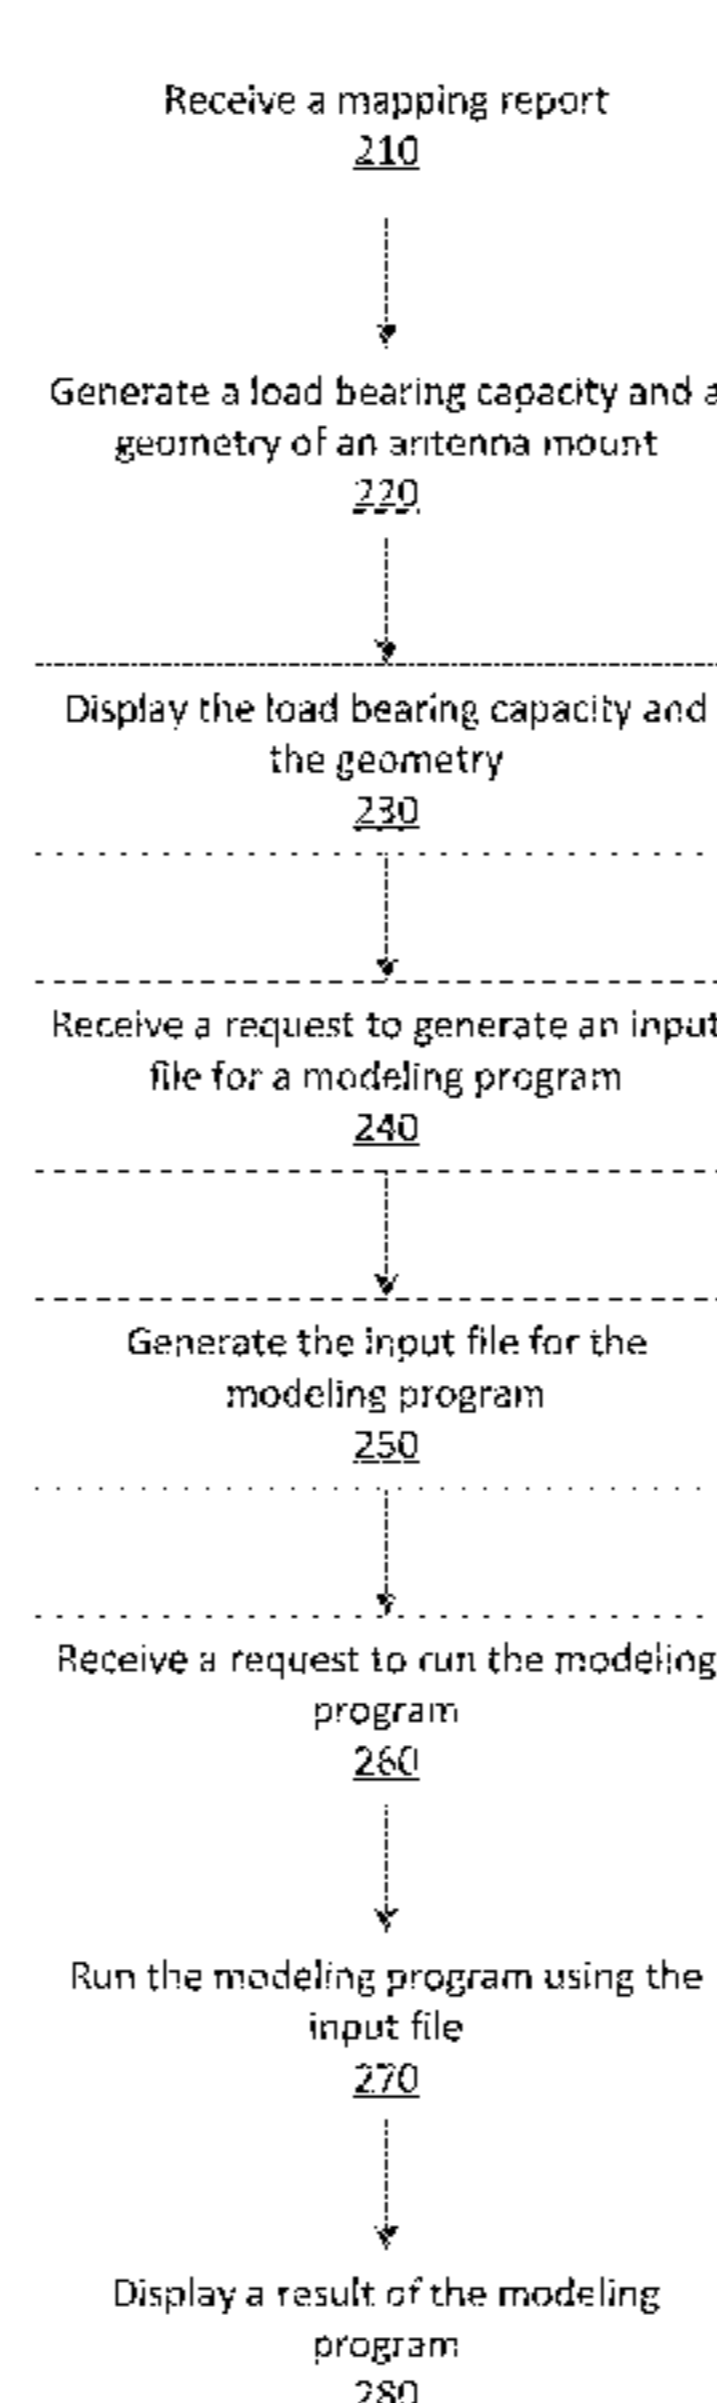 Receive a mapping report
210
Generate a load bearing capacity and a
geometry of an antenna mount
220
Display the load bearing capacity and
the geometry
230
Receive a request to generate an input
file for a modeling program
240
Generate the input file for the
modeling program
250
Receive a request to run the modeling
program
260
Run the modeling program using the
input file
270
Display a result of the modeling
program
280